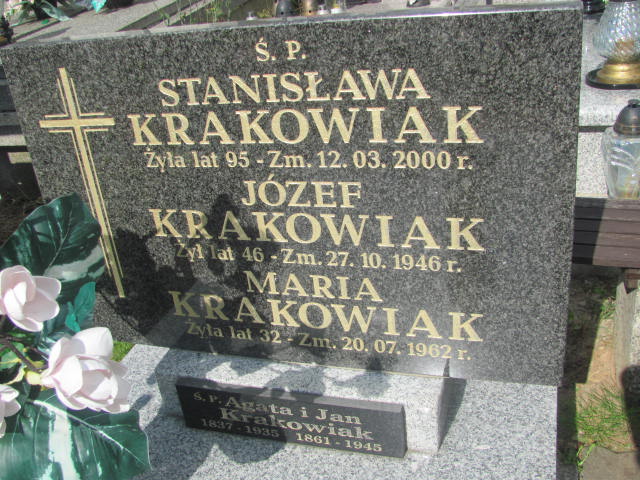 Ś. P.
STANISŁAWA
KRAKOWIAK
Żyła lat 95 - Zm. 12. 03. 2000 r.
JÓZEF
KRAKOWIAK
Żył lat 46 - Zm. 27. 10. 1946 r.
MARIA
KRAKOWIAK
Żyła lat 32 - Zm. 20. 07. 1962 r.
Ś. P. Agata i Jan
Krakowiak
1837 - 1935 1861 - 1945